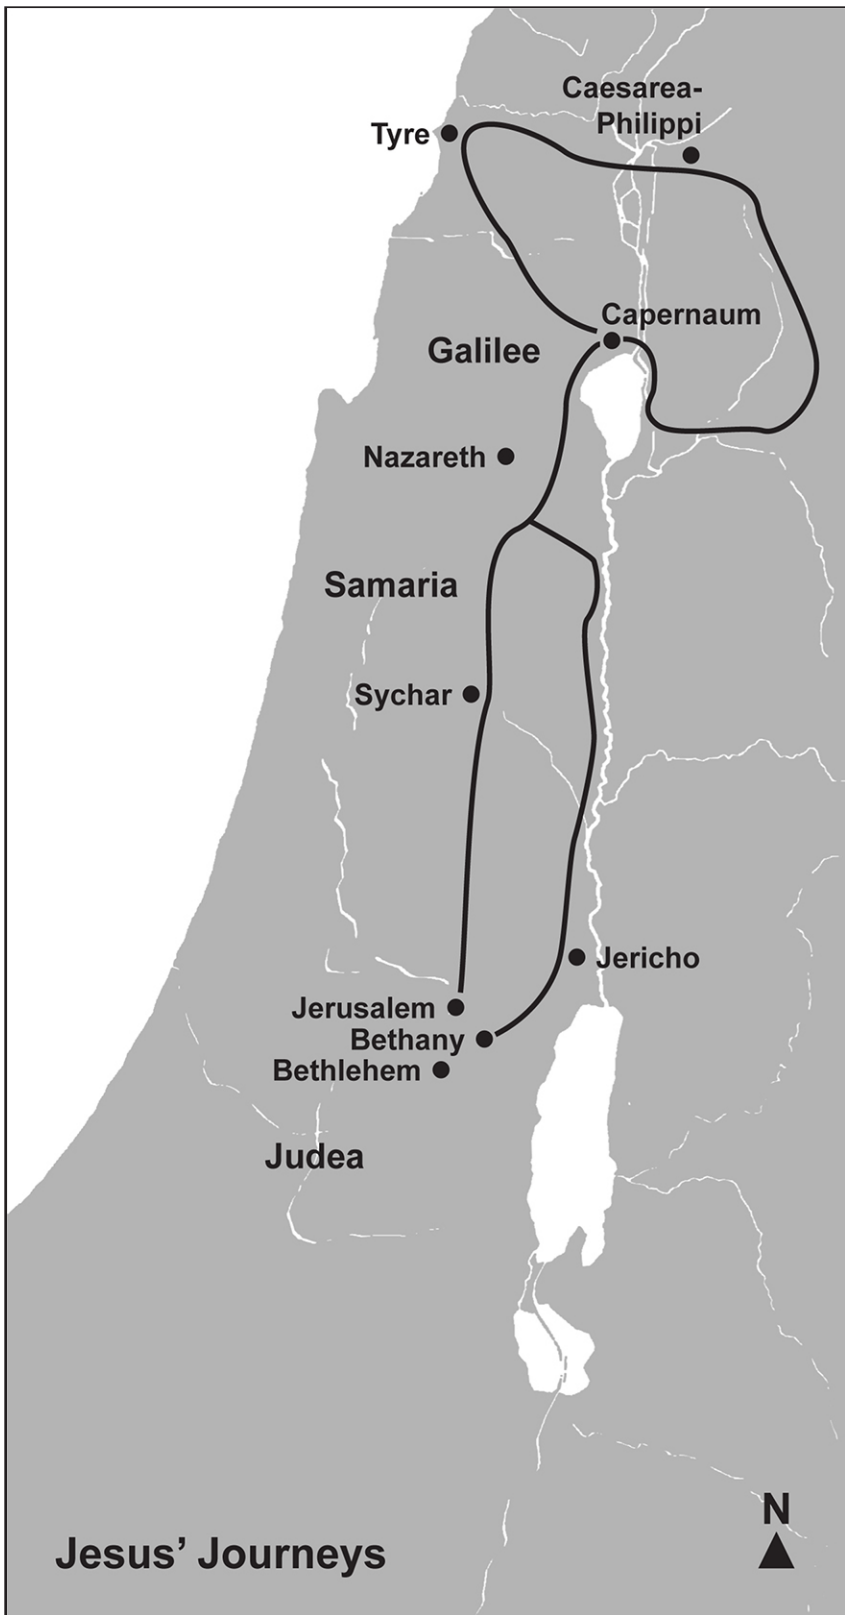 Caesarea-
Philippi
Tyre
Capernaum
Galilee
Nazareth
Samaria
Sychar
Jericho
Jerusalem
Bethany
Bethlehem
Judea
N
Jesus’ Journeys